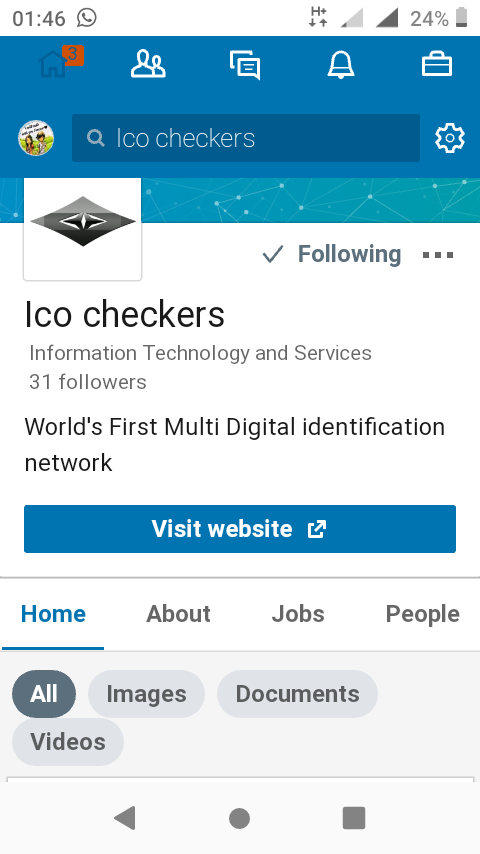 01:46 H+ 24%
3
Ico checkers
Following
Ico checkers
Information Technology and Services
31 followers
World's First Multi Digital identification
network
Visit website
Home About Jobs People
All Images Documents
Videos